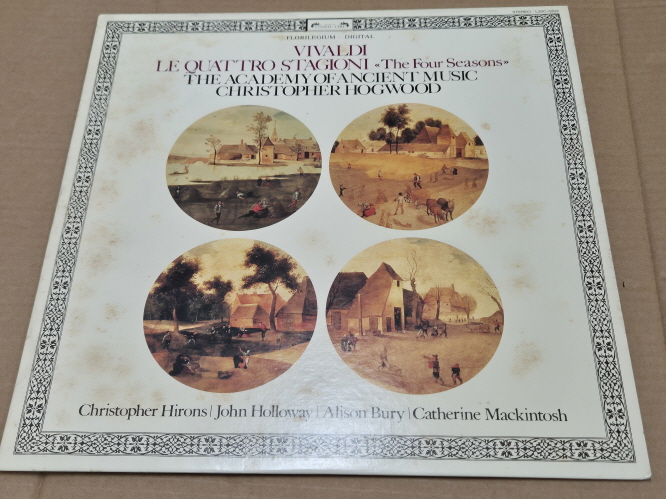 FLORILEGIUM DIGITAL
VIVALDI
LE QUATTRO STAGIONI «The Four Seasons»
THE ACADEMY OF ANCIENT MUSIC
CHRISTOPHER HOGWOOD
Christopher Hirons | John Holloway | Alison Bury | Catherine Mackintosh